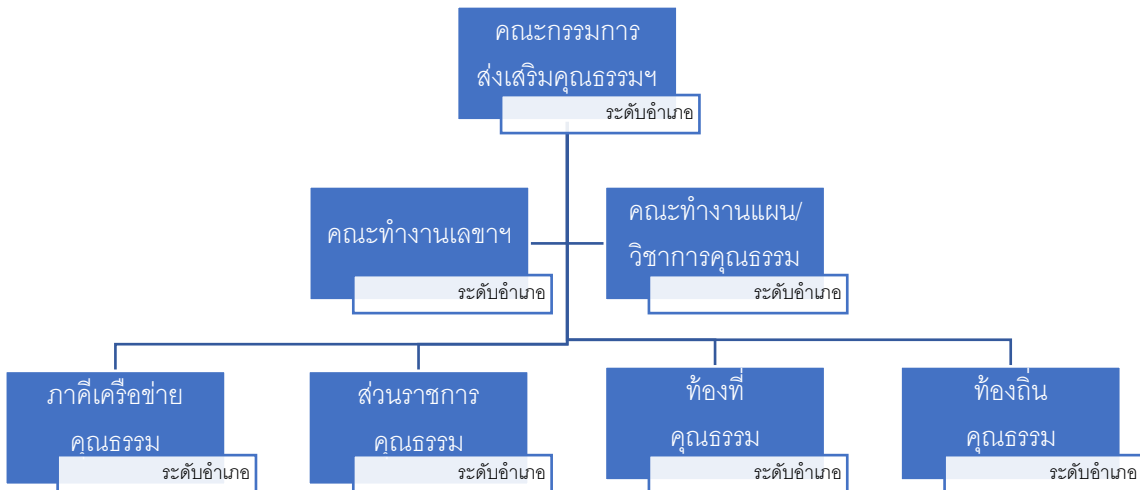 คณะกรรมการ
ส่งเสริมคุณธรรมฯ
ระดับอำเภอ
คณะทำงานเลขาฯ
ระดับอำเภอ
คณะทำงานแผน/
วิชาการคุณธรรม
ระดับอำเภอ
ภาคีเครือข่าย
คุณธรรม
ระดับอำเภอ
ส่วนราชการ
คุณธรรม
ระดับอำเภอ
ท้องที่
คุณธรรม
ระดับอำเภอ
ท้องถิ่น
คุณธรรม
ระดับอำเภอ